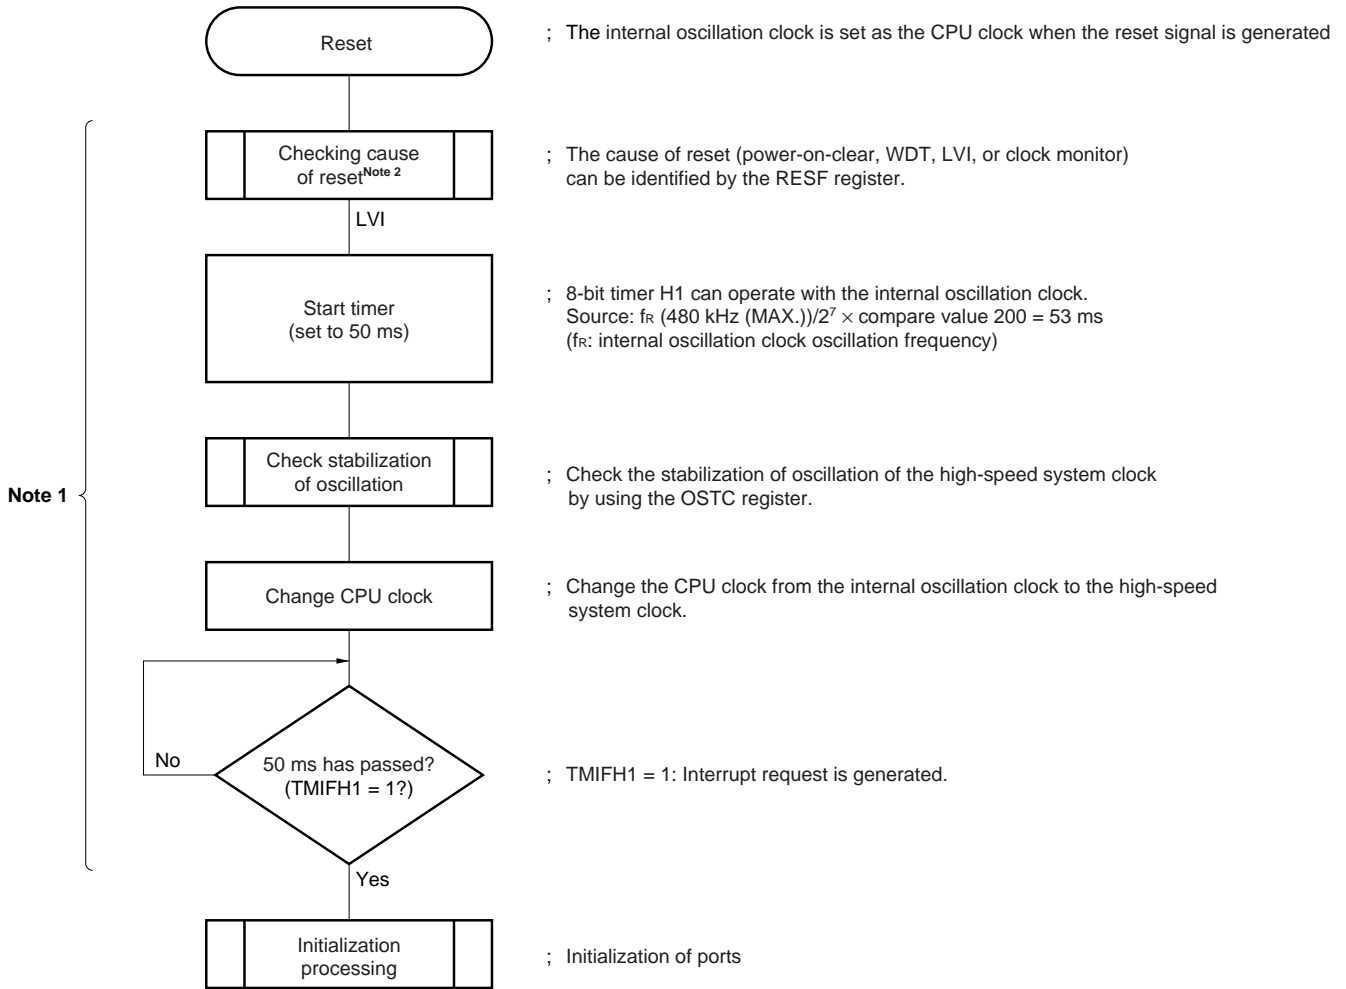 Reset
; The internal oscillation clock is set as the CPU clock when the reset signal is generated
Checking cause
of reset Note 2
; The cause of reset (power-on-clear, WDT, LVI, or clock monitor)
can be identified by the RESF register.
LVI
Start timer
(set to 50 ms)
; 8-bit timer H1 can operate with the internal oscillation clock.
Source: fR (480 kHz (MAX.))/2⁷ × compare value 200 = 53 ms
(fR: internal oscillation clock oscillation frequency)
Note 1
Check stabilization
of oscillation
; Check the stabilization of oscillation of the high-speed system clock
by using the OSTC register.
Change CPU clock
; Change the CPU clock from the internal oscillation clock to the high-speed
system clock.
No
50 ms has passed?
(TMIFH1 = 1?)
; TMIFH1 = 1: Interrupt request is generated.
Yes
Initialization
processing
; Initialization of ports